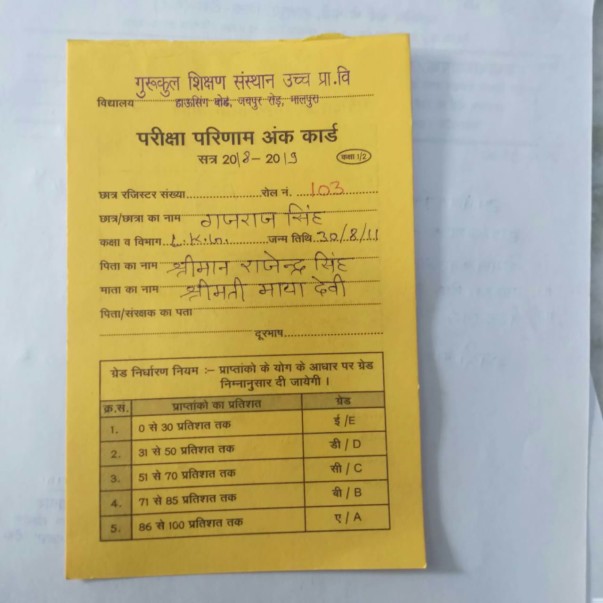 गुरूकुल शिक्षण संस्थान उच्च प्रा.वि
विद्यालय हाऊसिंग बोर्ड, जयपुर रोड़, मालपुरा
परीक्षा परिणाम अंक कार्ड
सत्र 2018-2019 कक्षा 1/2
छात्र रजिस्टर संख्या..........................रोल नं. ..103..........
छात्र/छात्रा का नाम गजराज सिंह
कक्षा व विभाग..L.K.G...........जन्म तिथि 30/8/11
पिता का नाम श्रीमान राजेन्द्र सिंह
माता का नाम श्रीमती माया देवी
पिता/संरक्षक का पता
दूरभाष..................................
ग्रेड निर्धारण नियम :- प्राप्तांको के योग के आधार पर ग्रेड
निम्नानुसार दी जायेगी ।
क्र.सं. प्राप्तांको का प्रतिशत ग्रेड
1. 0 से 30 प्रतिशत तक ई /E
2. 31 से 50 प्रतिशत तक डी / D
3. 51 से 70 प्रतिशत तक सी / C
4. 71 से 85 प्रतिशत तक बी / B
5. 86 से 100 प्रतिशत तक ए / A